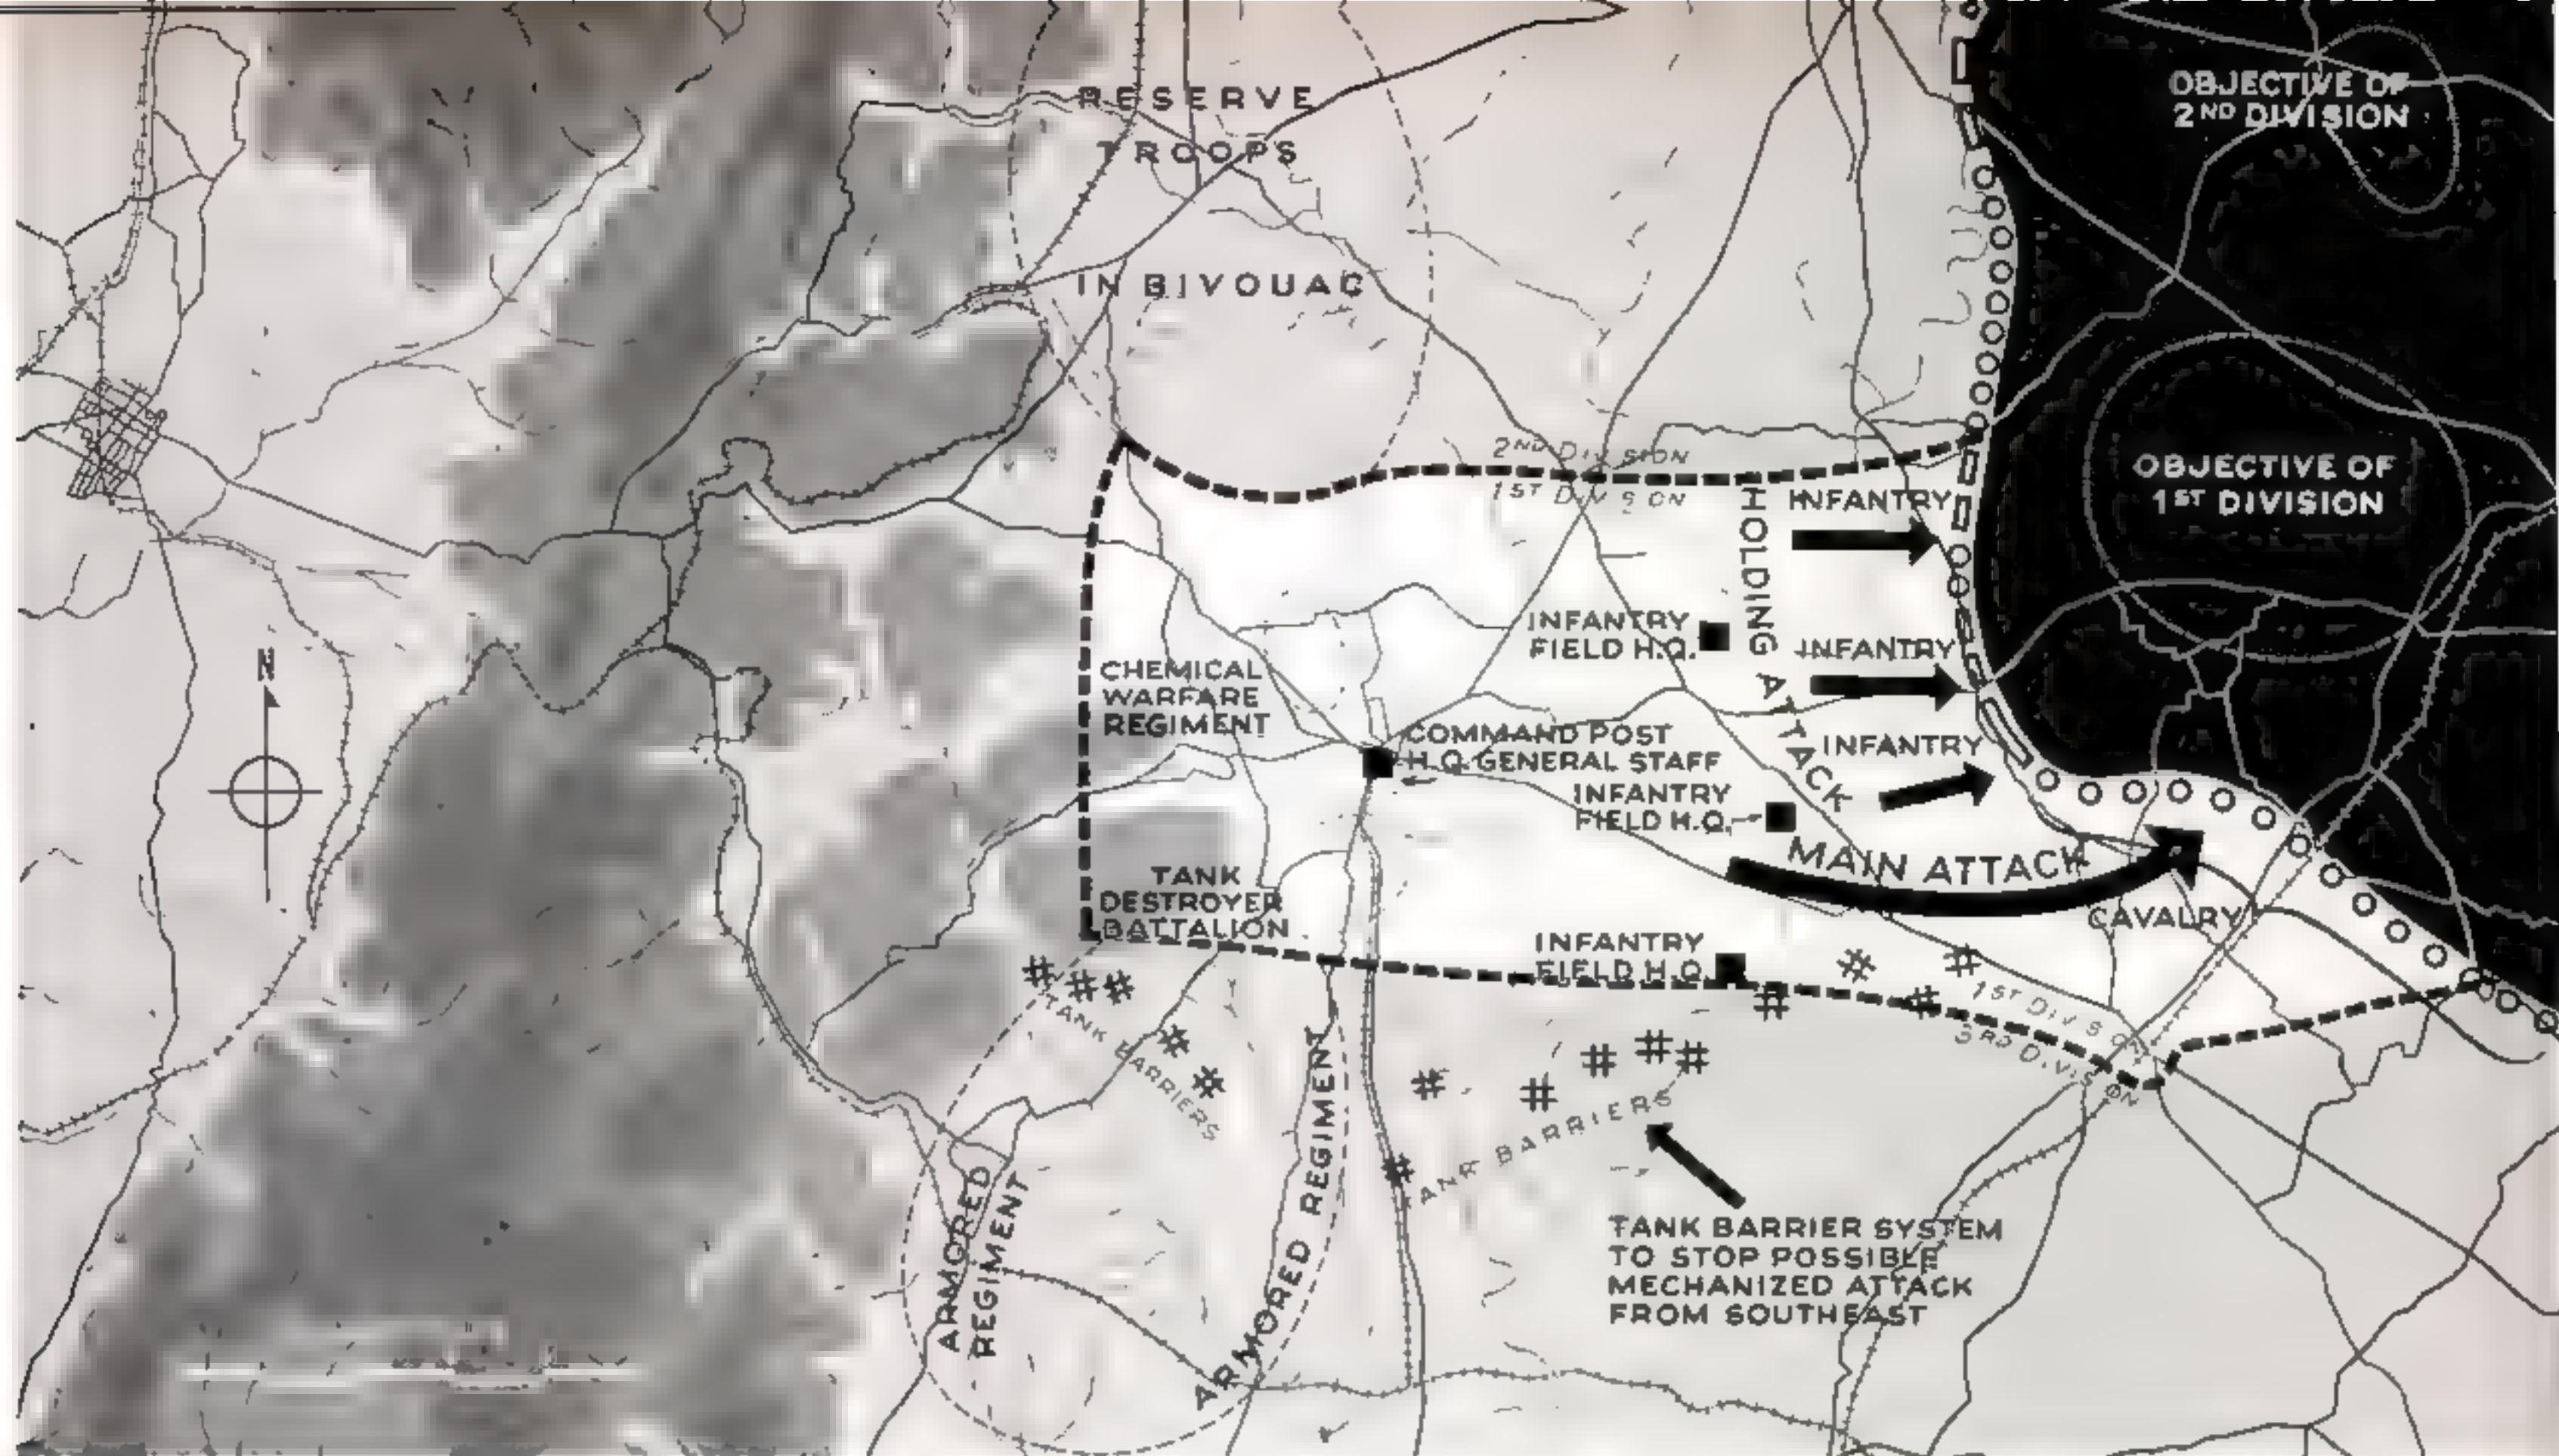 OBJECTIVE OF
2ND DIVISION
RESERVE
TROOPS
IN BIVOUAC
2ND DIVISION
1ST DIVISION
OBJECTIVE OF
1ST DIVISION
HOLDING ATTACK
INFANTRY
INFANTRY
FIELD H.Q.
INFANTRY
N
CHEMICAL
WARFARE
REGIMENT
COMMAND POST
H.Q. GENERAL STAFF
INFANTRY
INFANTRY
FIELD H.Q.
MAIN ATTACK
CAVALRY
TANK
DESTROYER
BATTALION
INFANTRY
FIELD H.Q.
1ST DIVISION
3RD DIVISION
TANK BARRIERS
TANK BARRIERS
ARMORED
REGIMENT
ARMORED REGIMENT
TANK BARRIER SYSTEM
TO STOP POSSIBLE
MECHANIZED ATTACK
FROM SOUTHEAST